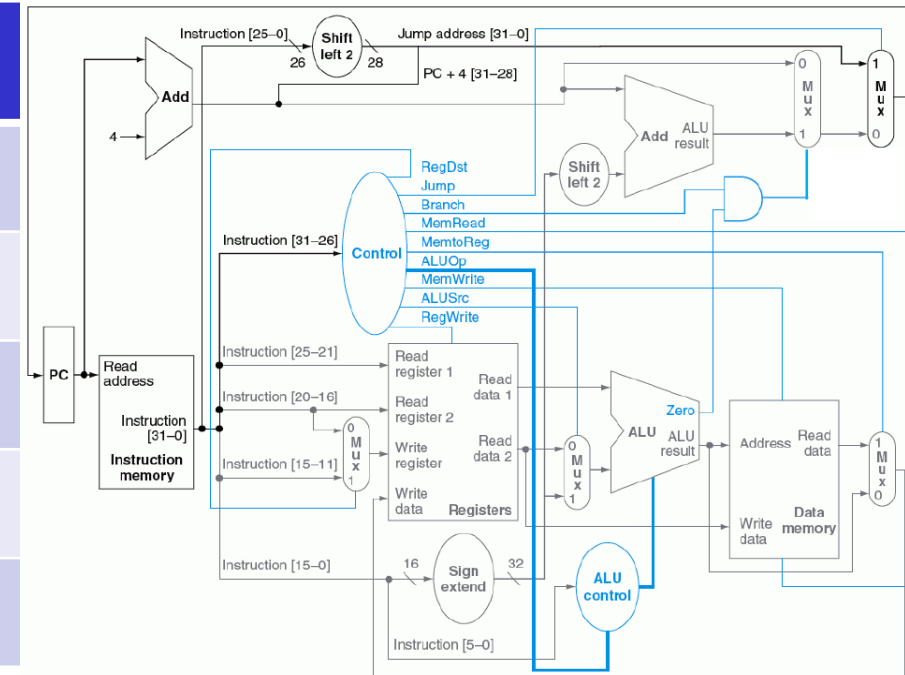 Instruction [25–0]
26
Shift
left 2
28
Jump address [31–0]
PC + 4 [31–28]
Add
4
0
M
u
x
1
1
M
u
x
0
Add
ALU
result
Shift
left 2
RegDst
Jump
Branch
MemRead
MemtoReg
ALUOp
MemWrite
ALUSrc
RegWrite
Control
Instruction [31–26]
PC
Read
address
Instruction
[31–0]
Instruction
memory
Instruction [25–21]
Instruction [20–16]
Instruction [15–11]
Instruction [15–0]
Instruction [5–0]
0
M
u
x
1
Read
register 1
Read
register 2
Write
register
Write
data
Read
data 1
Read
data 2
Registers
0
M
u
x
1
Zero
ALU
ALU
result
Address
Read
data
Write
data
Data
memory
1
M
u
x
0
16
Sign
extend
32
ALU
control